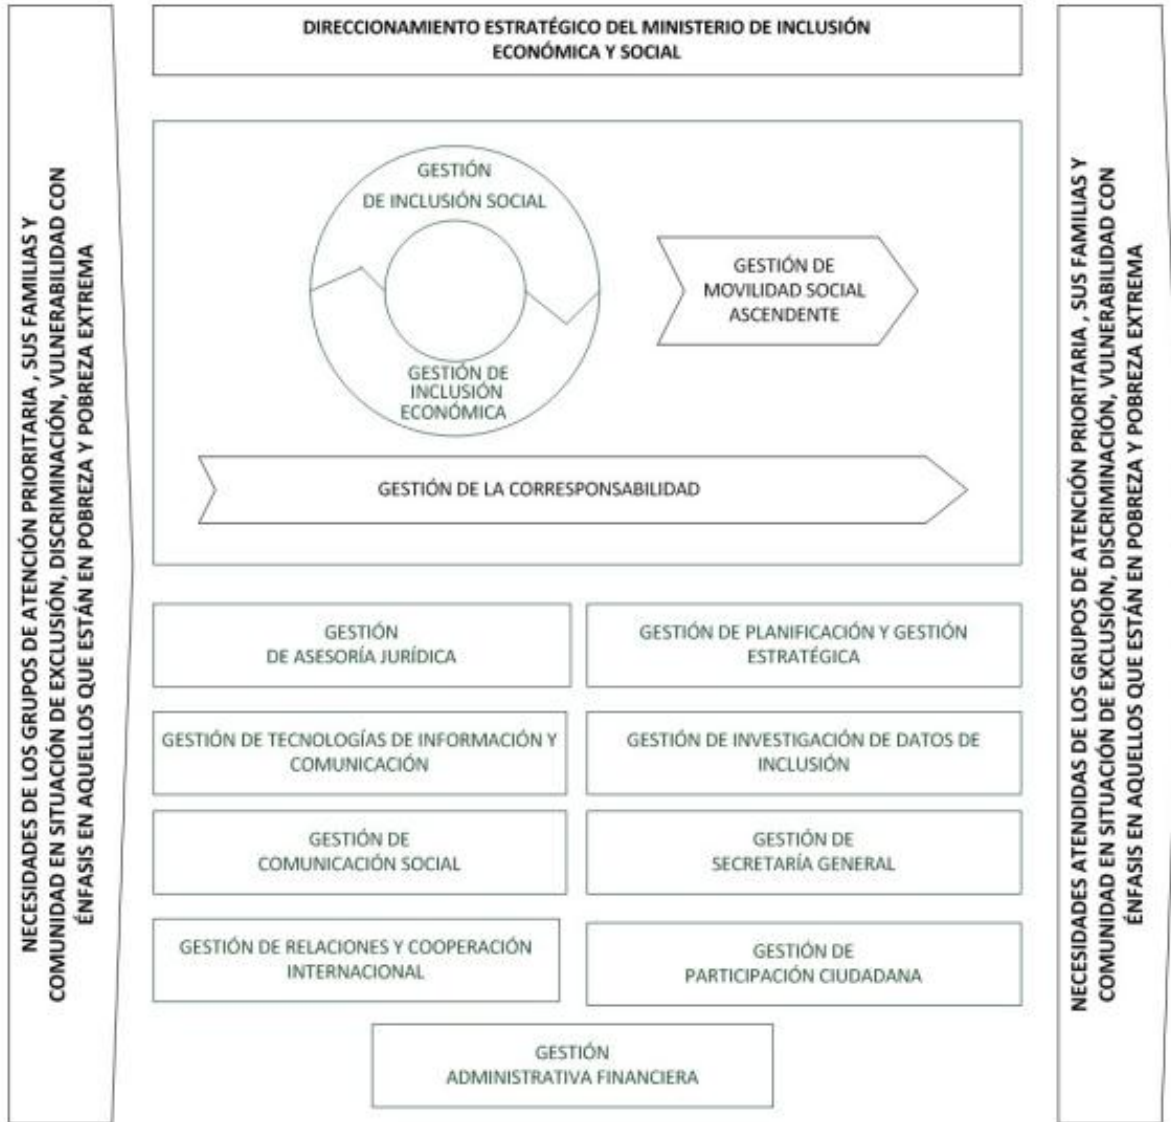 DIRECCIONAMIENTO ESTRATÉGICO DEL MINISTERIO DE INCLUSIÓN
ECONÓMICA Y SOCIAL
NECESIDADES DE LOS GRUPOS DE ATENCIÓN PRIORITARIA , SUS FAMILIAS Y
COMUNIDAD EN SITUACIÓN DE EXCLUSIÓN, DISCRIMINACIÓN, VULNERABILIDAD CON
ÉNFASIS EN AQUELLOS QUE ESTÁN EN POBREZA Y POBREZA EXTREMA
GESTIÓN
DE INCLUSIÓN SOCIAL
GESTIÓN DE
INCLUSIÓN
ECONÓMICA
GESTIÓN DE
MOVILIDAD SOCIAL
ASCENDENTE
GESTIÓN DE LA CORRESPONSABILIDAD
GESTIÓN
DE ASESORÍA JURÍDICA
GESTIÓN DE PLANIFICACIÓN Y GESTIÓN
ESTRATÉGICA
GESTIÓN DE TECNOLOGÍAS DE INFORMACIÓN Y
COMUNICACIÓN
GESTIÓN DE INVESTIGACIÓN DE DATOS DE
INCLUSIÓN
GESTIÓN DE
COMUNICACIÓN SOCIAL
GESTIÓN DE
SECRETARÍA GENERAL
GESTIÓN DE RELACIONES Y COOPERACIÓN
INTERNACIONAL
GESTIÓN DE
PARTICIPACIÓN CIUDADANA
GESTIÓN
ADMINISTRATIVA FINANCIERA
NECESIDADES ATENDIDAS DE LOS GRUPOS DE ATENCIÓN PRIORITARIA , SUS FAMILIAS Y
COMUNIDAD EN SITUACIÓN DE EXCLUSIÓN, DISCRIMINACIÓN, VULNERABILIDAD CON
ÉNFASIS EN AQUELLOS QUE ESTÁN EN POBREZA Y POBREZA EXTREMA